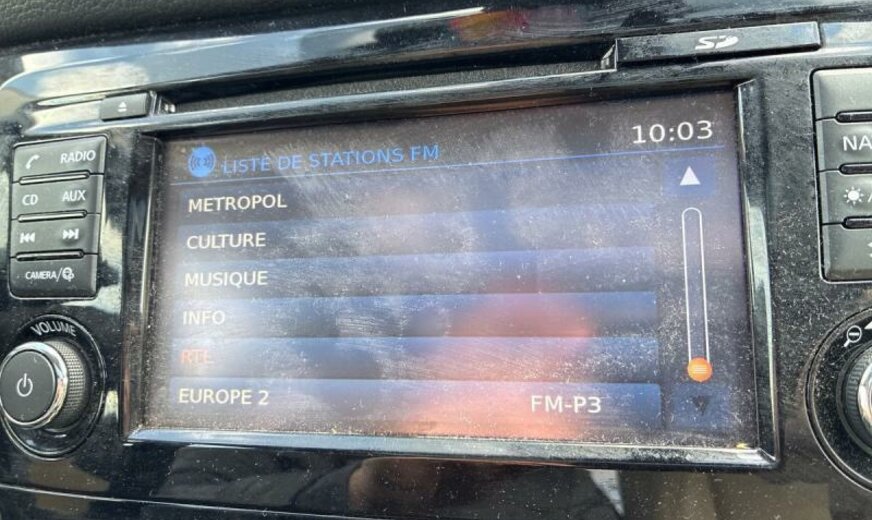 SD
10:03
LISTE DE STATIONS FM
METROPOL
CULTURE
MUSIQUE
INFO
RTL
EUROPE 2 FM-P3
RADIO
CD AUX
CAMERA/
VOLUME
NA